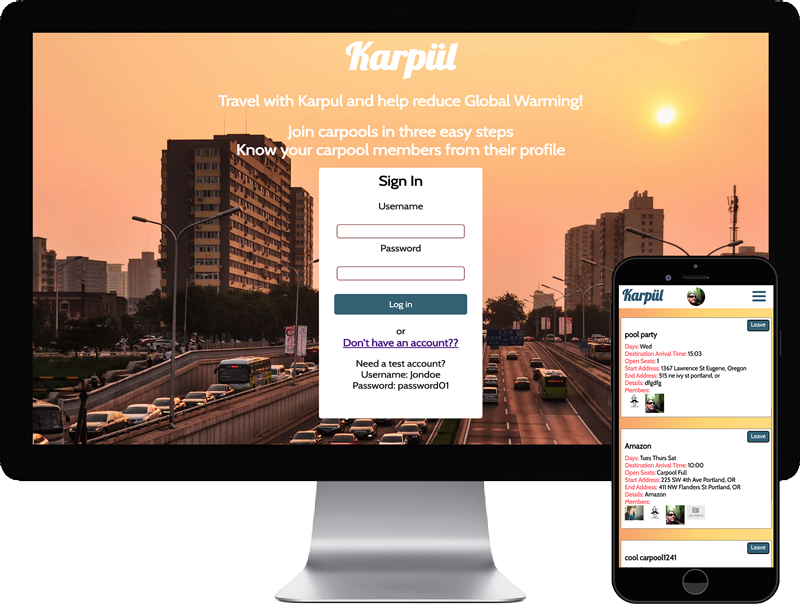 Karpül
Travel with Karpul and help reduce Global Warming!
Join carpools in three easy steps
Know your carpool members from their profile
Sign In
Username
Password
Log in
or
Don't have an account??
Need a test account?
Username: Jondoe
Password: password01
Karpül
Leave
pool party
Days: Wed
Destination Arrival Time: 15:03
Open Seats: 1
Start Address: 1367 Lawrence St Eugene, Oregon
End Address: 515 ne ivy st portland, or
Details: dfgdfg
Members:
Leave
Amazon
Days: Tues Thurs Sat
Destination Arrival Time: 10:00
Open Seats: Carpool Full
Start Address: 225 SW 4th Ave Portland, OR
End Address: 411 NW Flanders St Portland, OR
Details: Amazon
Members:
Leave
cool carpool1241